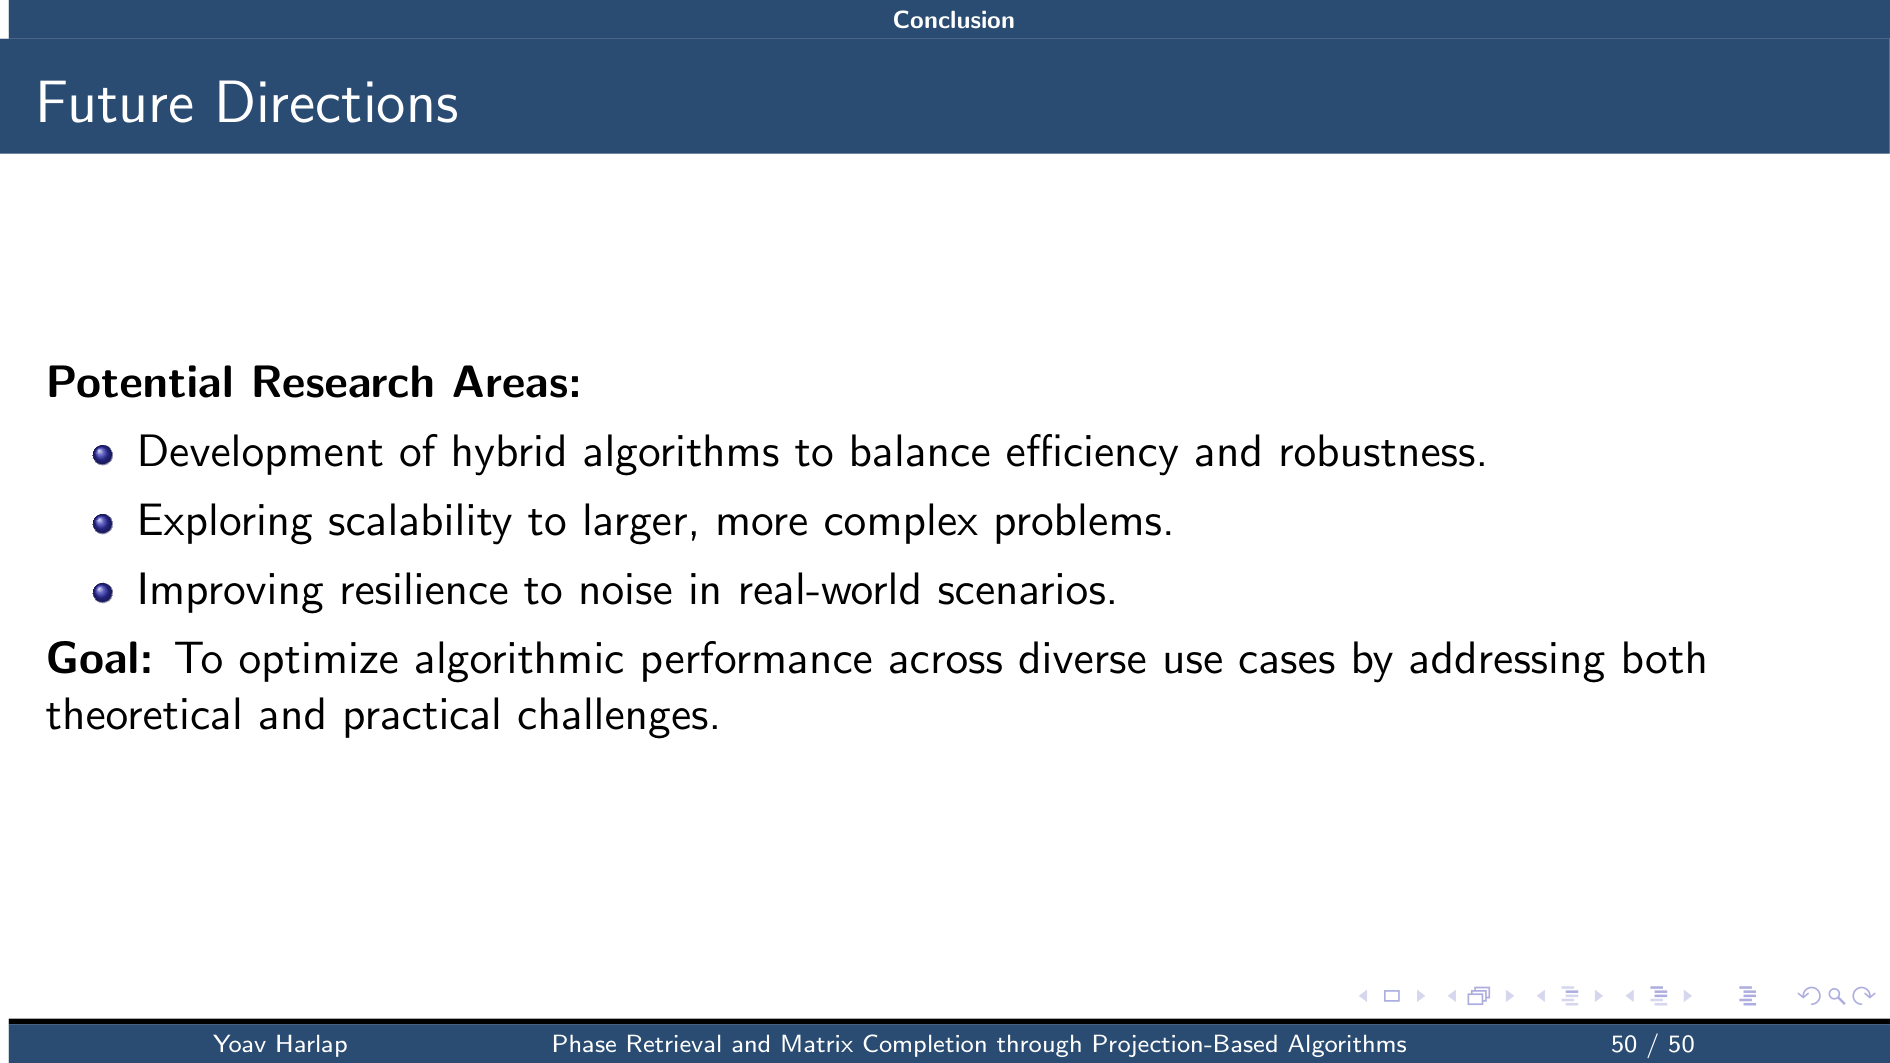 Conclusion
Future Directions
Potential Research Areas:
Development of hybrid algorithms to balance efficiency and robustness.
Exploring scalability to larger, more complex problems.
Improving resilience to noise in real-world scenarios.
Goal: To optimize algorithmic performance across diverse use cases by addressing both
theoretical and practical challenges.
Yoav Harlap Phase Retrieval and Matrix Completion through Projection-Based Algorithms 50 / 50